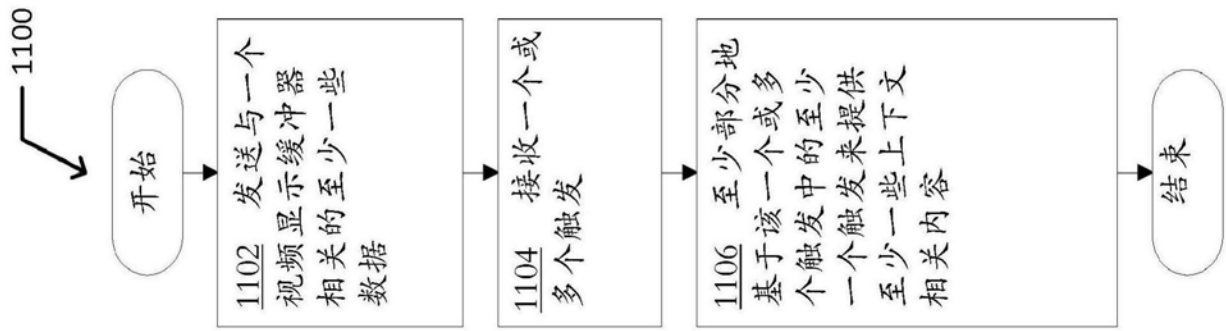 1100
开始
1102 发送与一个
视频显示缓冲器
相关的至少一些
数据
1104 接收一个或
多个触发
1106 至少部分地
基于该一个或多
个触发中的至少
一个触发来提供
至少一些上下文
相关内容
结束